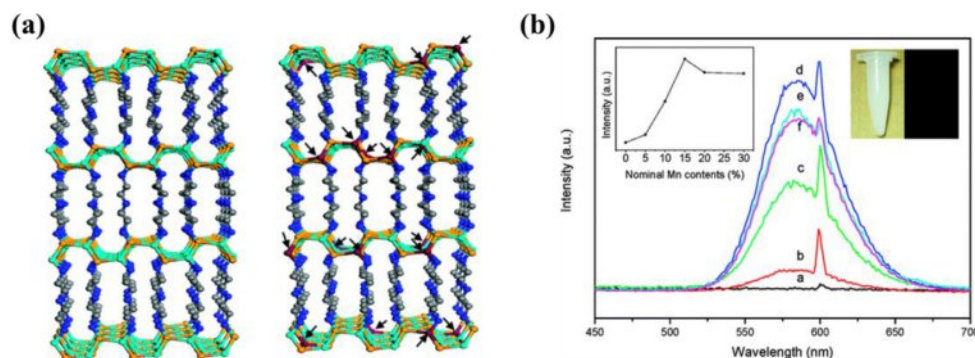 (a)
(b)
Intensity (a.u.)
Intensity (a.u.)
0 5 10 15 20 25 30
Nominal Mn contents (%)
d
e
f
c
b
a
450 500 550 600 650 700
Wavelength (nm)